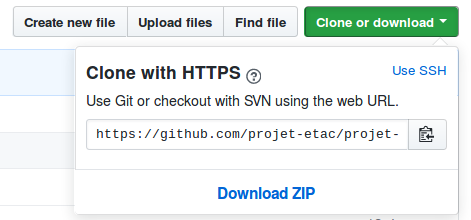 Create new file Upload files Find file Clone or download
Clone with HTTPS ? Use SSH
Use Git or checkout with SVN using the web URL.
https://github.com/projet-etac/projet-
Download ZIP